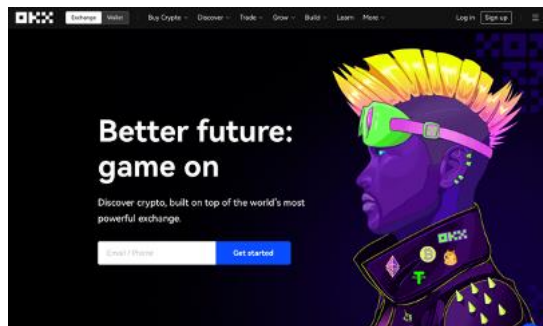 OKX
Exchange Wallet Buy Crypto Discover Trade Grow Build Learn More Log in Sign up
Better future:
game on
Discover crypto, built on top of the world's most
powerful exchange.
Email / Phone Get started
OKX